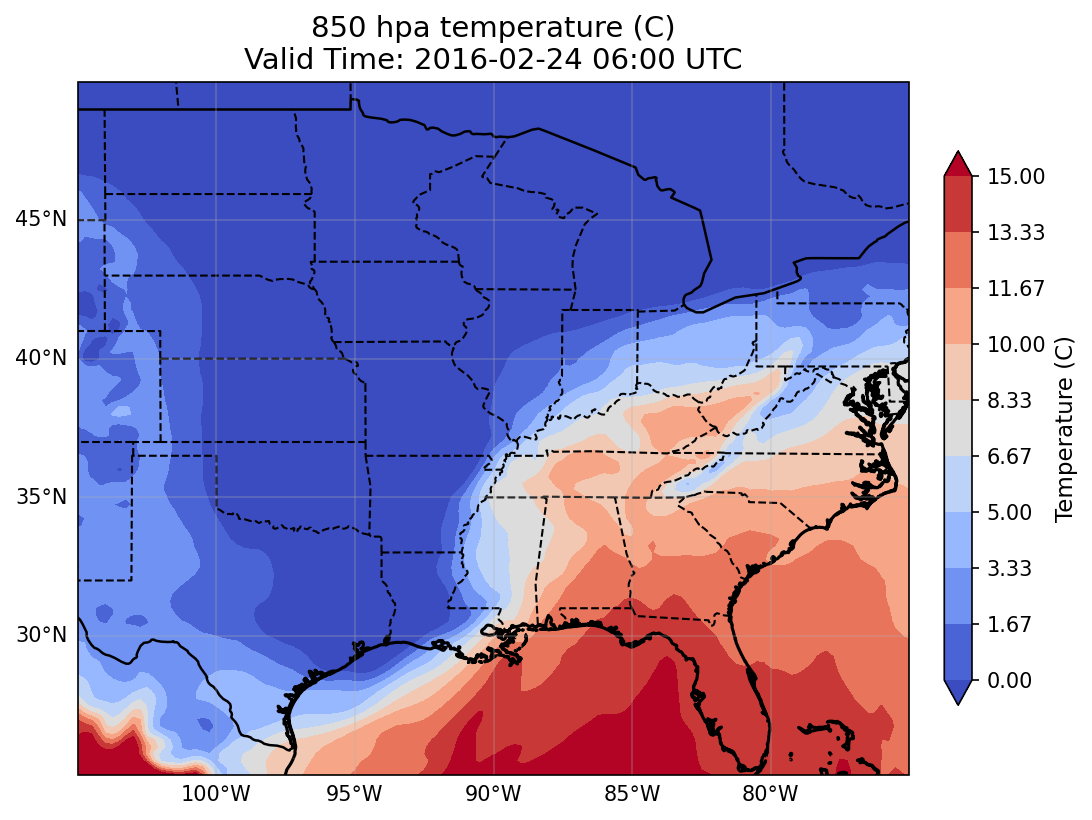 850 hpa temperature (C)
Valid Time: 2016-02-24 06:00 UTC
45°N
40°N
35°N
30°N
100°W
95°W
90°W
85°W
80°W
15.00
13.33
11.67
10.00
8.33
6.67
5.00
3.33
1.67
0.00
Temperature (C)